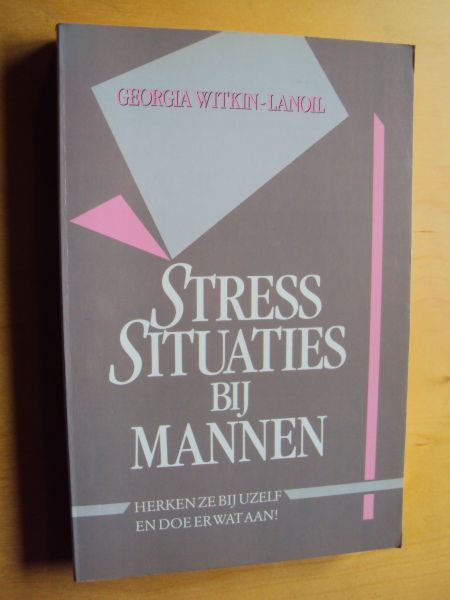 GEORGIA WITKIN-LANOIL
STRESS
SITUATIES
BIJ
MANNEN
HERKEN ZE BIJ UZELF
EN DOE ER WAT AAN!